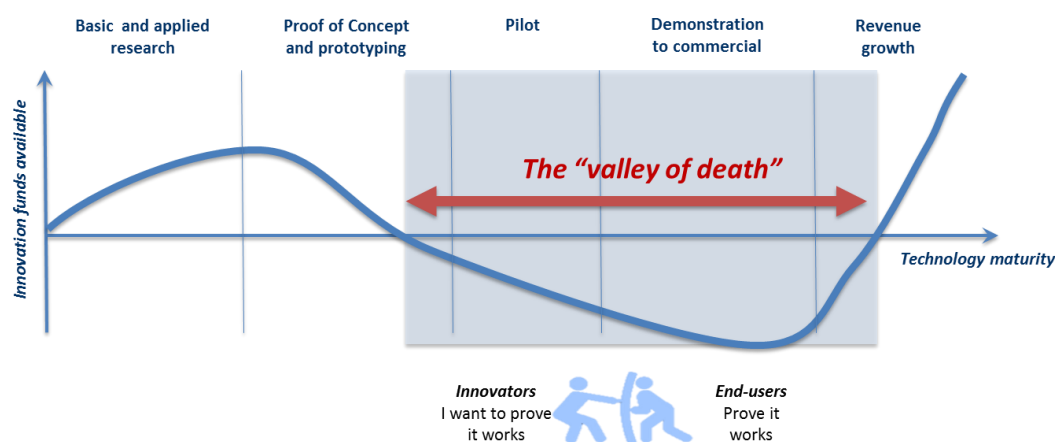 Basic and applied
research
Proof of Concept
and prototyping
Pilot
Demonstration
to commercial
Revenue
growth
Innovation funds available
The “valley of death”
Technology maturity
Innovators
I want to prove
it works
End-users
Prove it
works